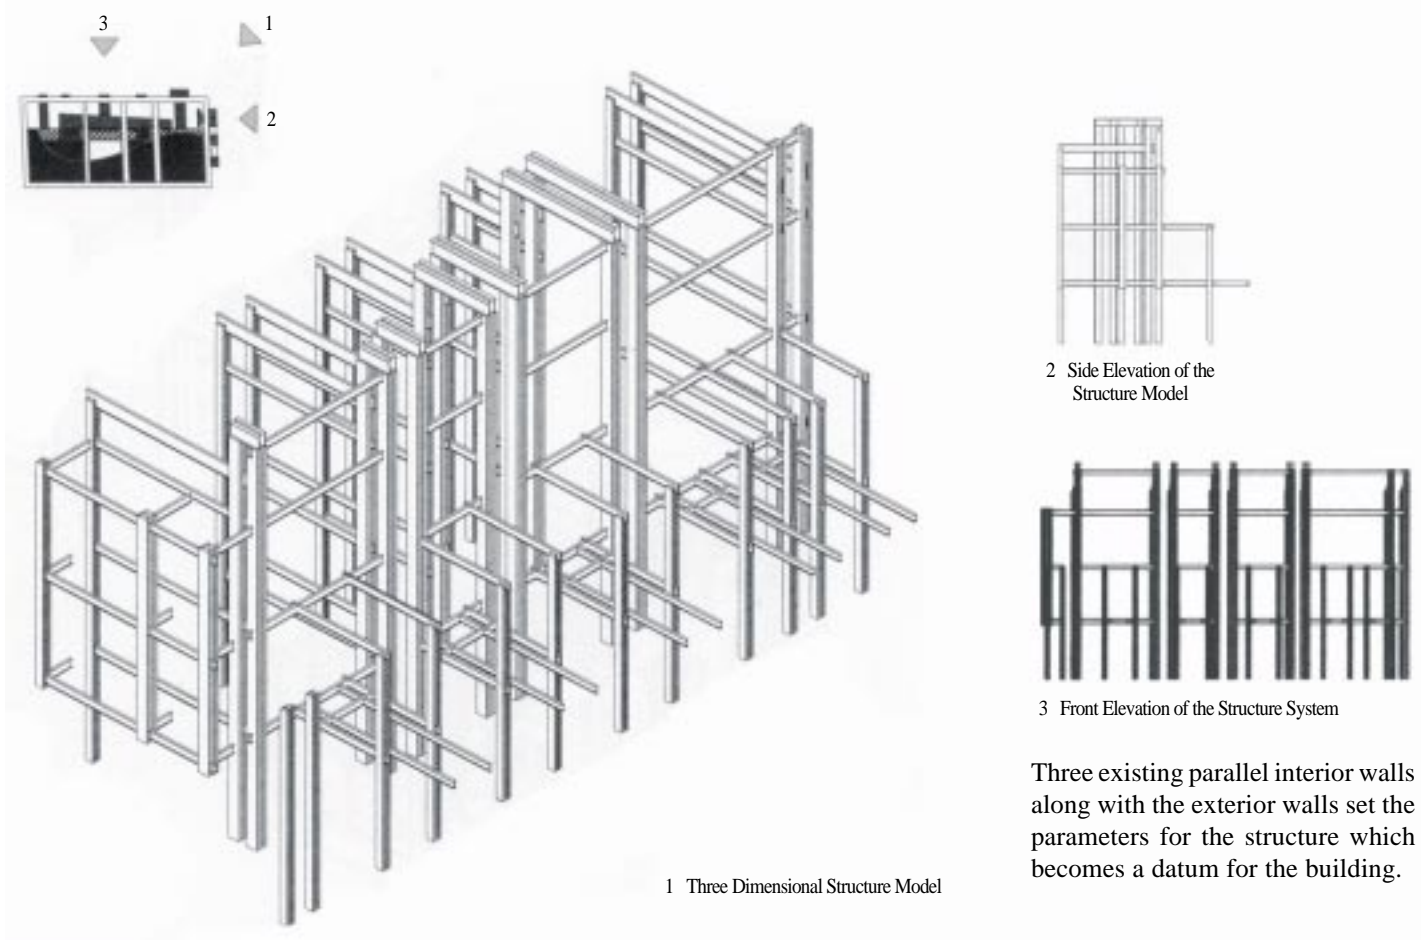 3
1
2
2 Side Elevation of the
Structure Model
3 Front Elevation of the Structure System
Three existing parallel interior walls
along with the exterior walls set the
parameters for the structure which
becomes a datum for the building.
1 Three Dimensional Structure Model